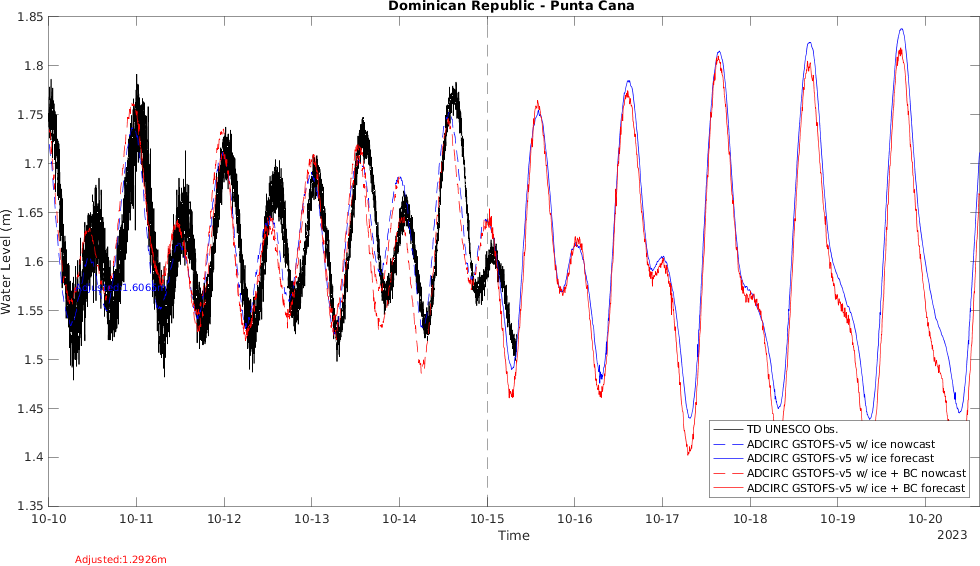 Dominican Republic - Punta Cana
Water Level (m)
1.85
1.8
1.75
1.7
1.65
1.6
1.55
1.5
1.45
1.4
1.35
TD UNESCO Obs.
ADCIRC GSTOFS-v5 w/ ice nowcast
ADCIRC GSTOFS-v5 w/ ice forecast
ADCIRC GSTOFS-v5 w/ ice + BC nowcast
ADCIRC GSTOFS-v5 w/ ice + BC forecast
10-10 10-11 10-12 10-13 10-14 10-15 10-16 10-17 10-18 10-19 10-20
Time
2023
Adjusted:1.2926m